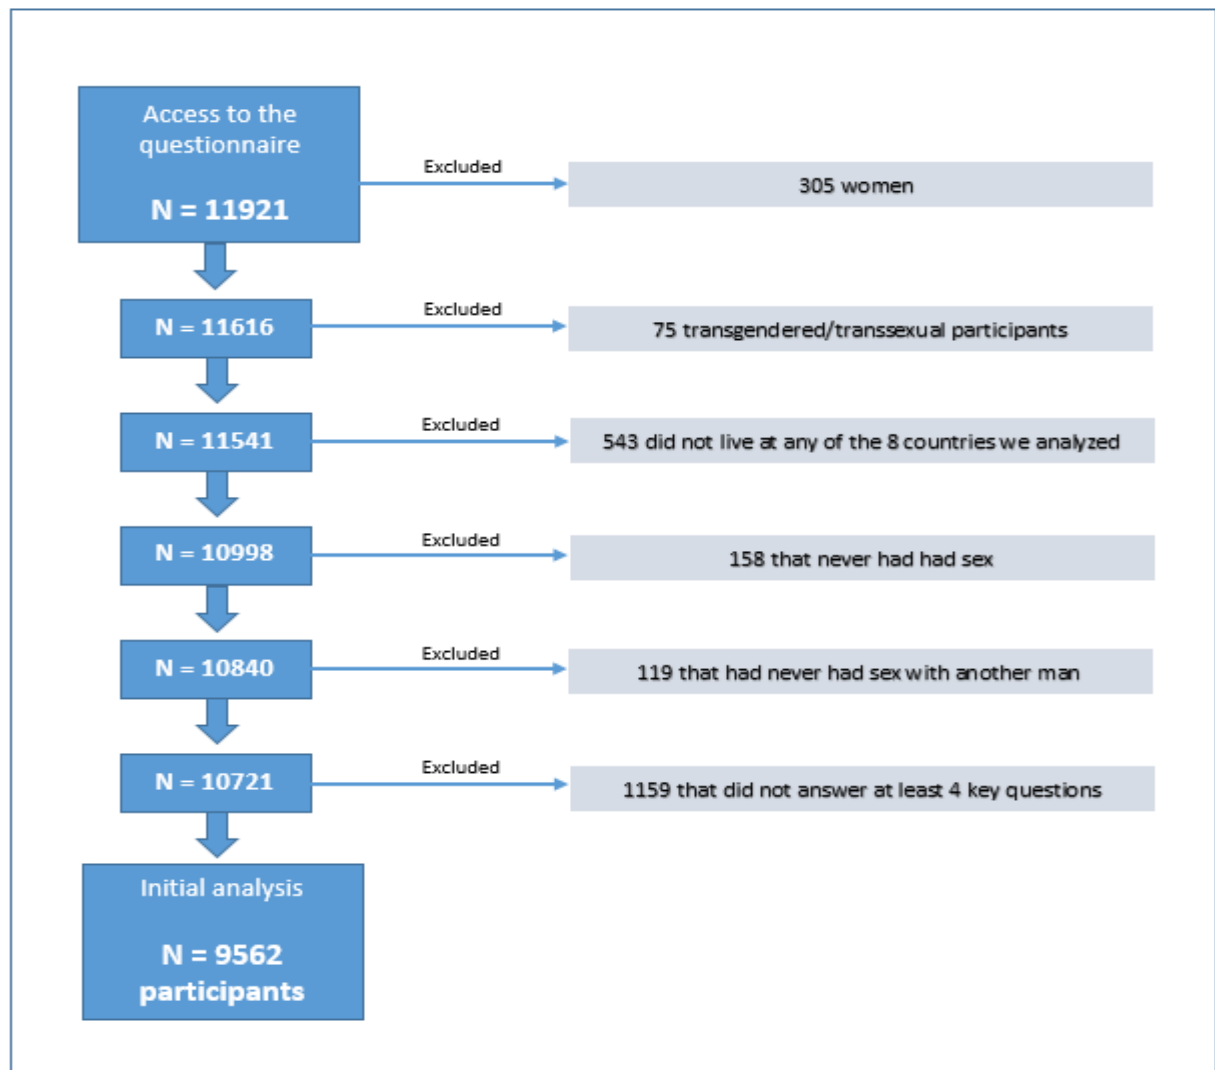 Access to the
questionnaire
N = 11921
Excluded
305 women
N = 11616
Excluded
75 transgendered/transsexual participants
N = 11541
Excluded
543 did not live at any of the 8 countries we analyzed
N = 10998
Excluded
158 that never had had sex
N = 10840
Excluded
119 that had never had sex with another man
N = 10721
Excluded
1159 that did not answer at least 4 key questions
Initial analysis
N = 9562
participants